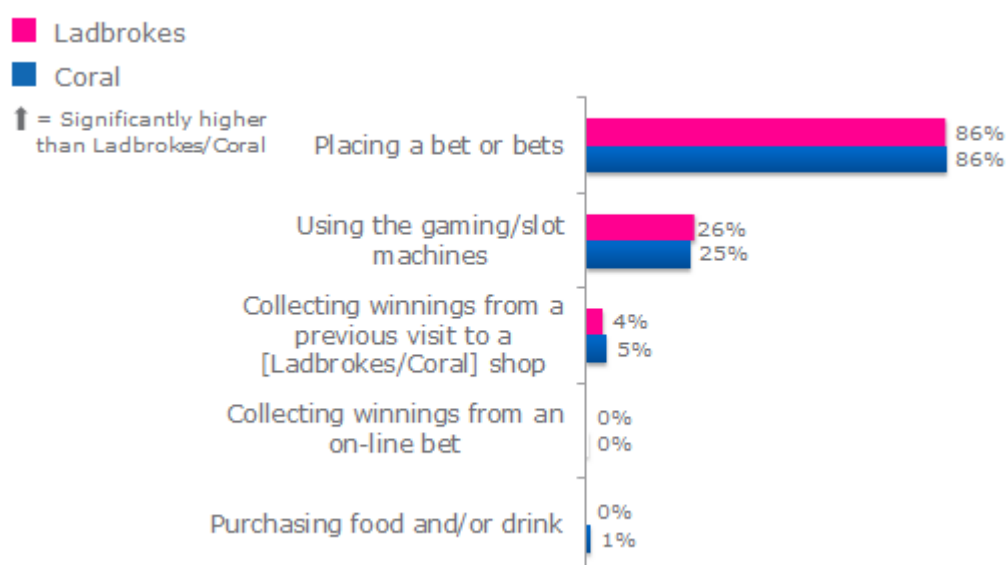 Ladbrokes
Coral
⬆ = Significantly higher
than Ladbrokes/Coral
Placing a bet or bets
86%
86%
Using the gaming/slot
machines
26%
25%
Collecting winnings from a
previous visit to a
[Ladbrokes/Coral] shop
4%
5%
Collecting winnings from an
on-line bet
0%
0%
Purchasing food and/or drink
0%
1%